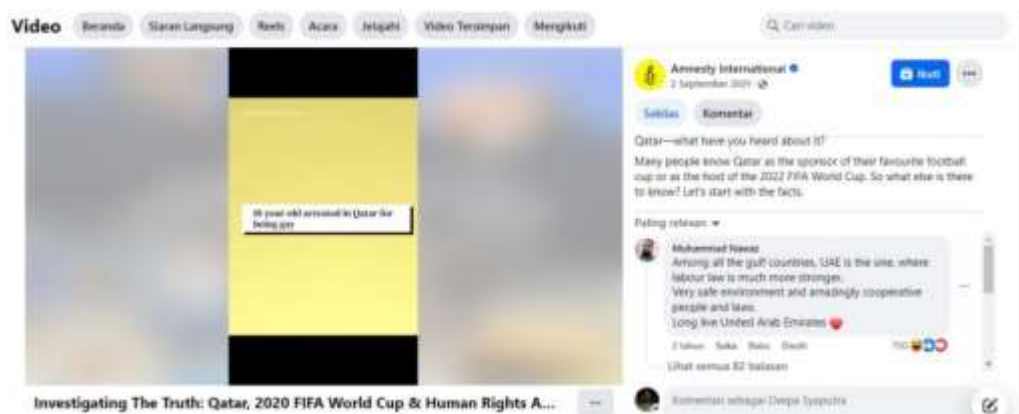 Video
Beranda
Siaran Langsung
Reels
Acara
Jelajahi
Video Tersimpan
Mengikuti
Cari video
Amnesty International
2 September 2021
Ikuti
Sekilas
Komentar
Qatar—what have you heard about it?
Many people know Qatar as the sponsor of their favourite football
cup or as the host of the 2022 FIFA World Cup. So what else is there
to know? Let's start with the facts.
Paling relevan
Muhammad Nawaz
Among all the gulf countries, UAE is the one, where
labour law is much more stronger.
Very safe environment and amazingly cooperative
people and laws.
Long live United Arab Emirates
2 tahun Suka Balas
Lihat semua 82 balasan
year old arrested in Qatar for
being gay
Investigating The Truth: Qatar, 2020 FIFA World Cup & Human Rights A...
Komentari sebagai Syaputra